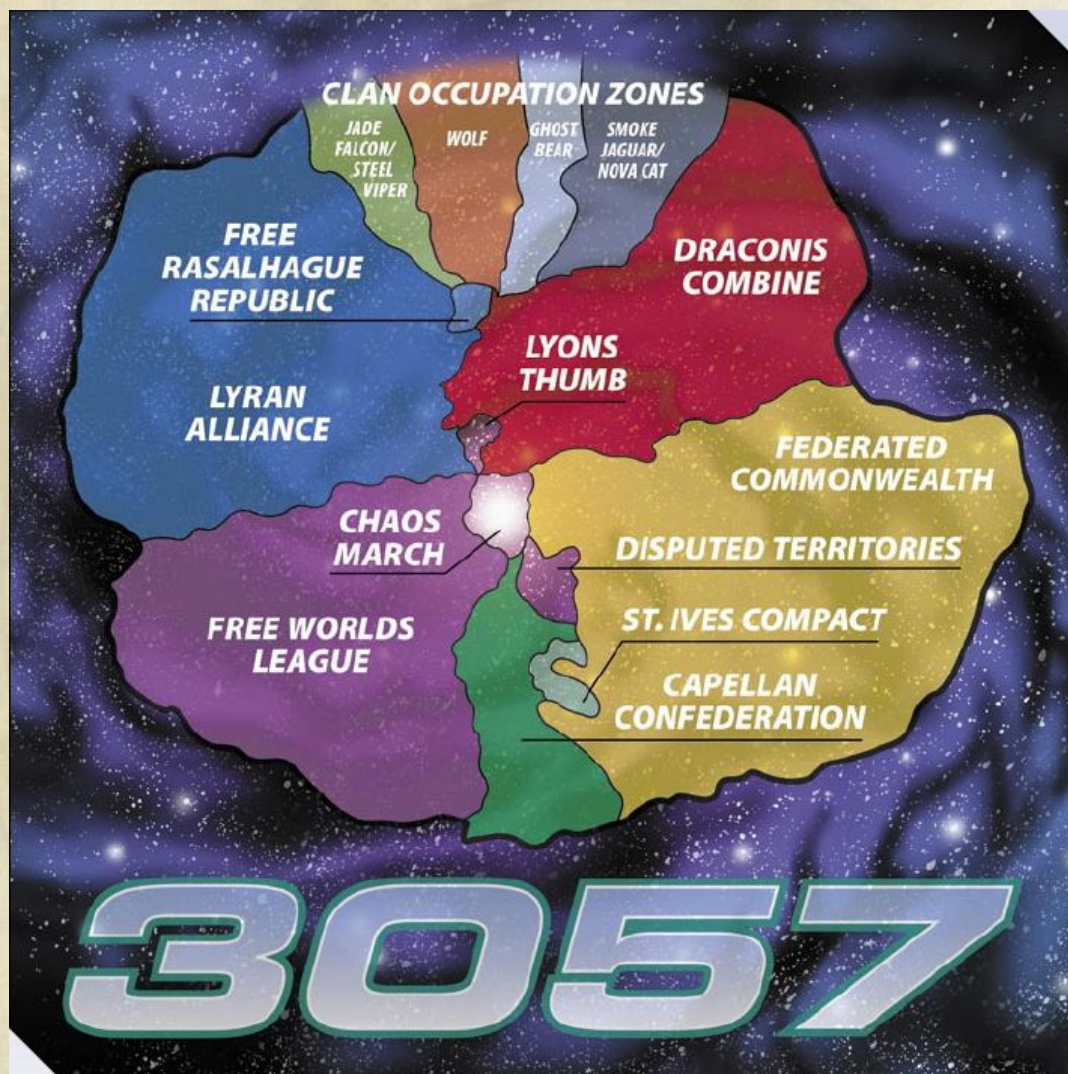 CLAN OCCUPATION ZONES
JADE
FALCON/
STEEL
VIPER
WOLF
GHOST
BEAR
SMOKE
JAGUAR/
NOVA CAT
FREE
RASALHAGUE
REPUBLIC
DRACONIS
COMBINE
LYONS
THUMB
LYRAN
ALLIANCE
FEDERATED
COMMONWEALTH
CHAOS
MARCH
DISPUTED TERRITORIES
FREE WORLDS
LEAGUE
ST. IVES COMPACT
CAPELLAN
CONFEDERATION
3057